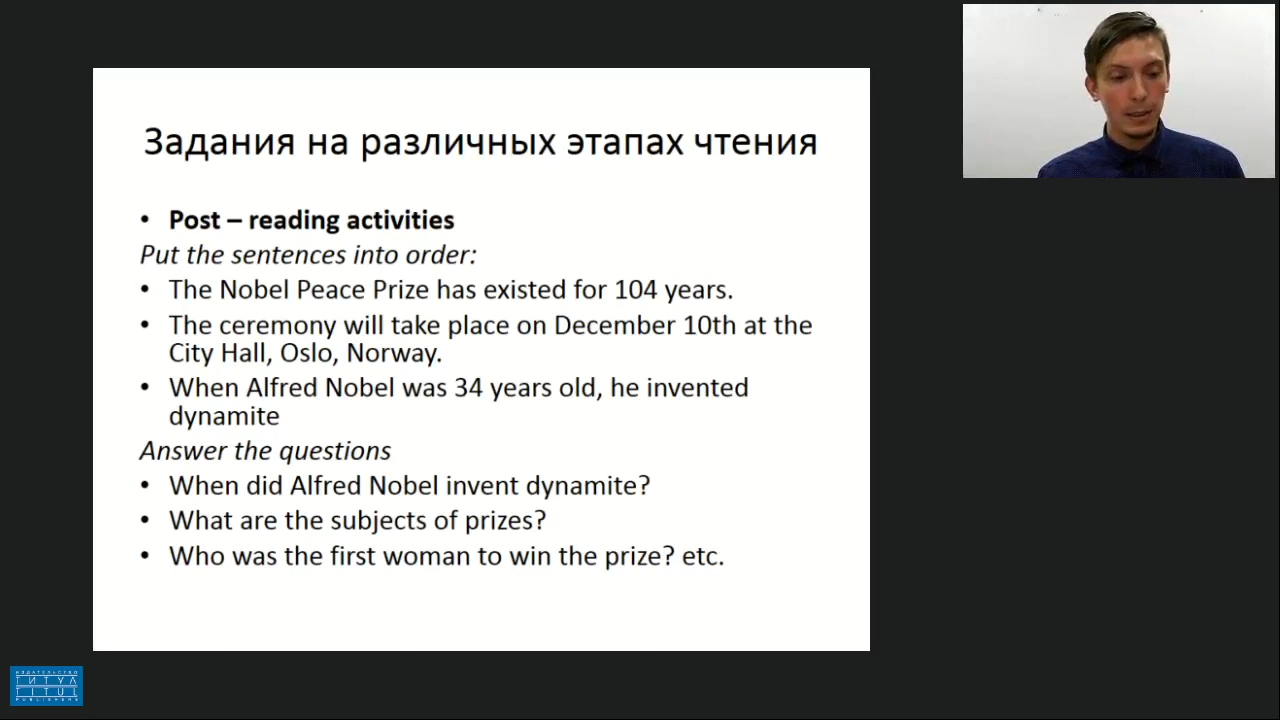 Задания на различных этапах чтения
• Post – reading activities
Put the sentences into order:
• The Nobel Peace Prize has existed for 104 years.
• The ceremony will take place on December 10th at the
City Hall, Oslo, Norway.
• When Alfred Nobel was 34 years old, he invented
dynamite
Answer the questions
• When did Alfred Nobel invent dynamite?
• What are the subjects of prizes?
• Who was the first woman to win the prize? etc.
ИЗДАТЕЛЬСТВО
ТИТУЛ
TITUL
PUBLISHERS